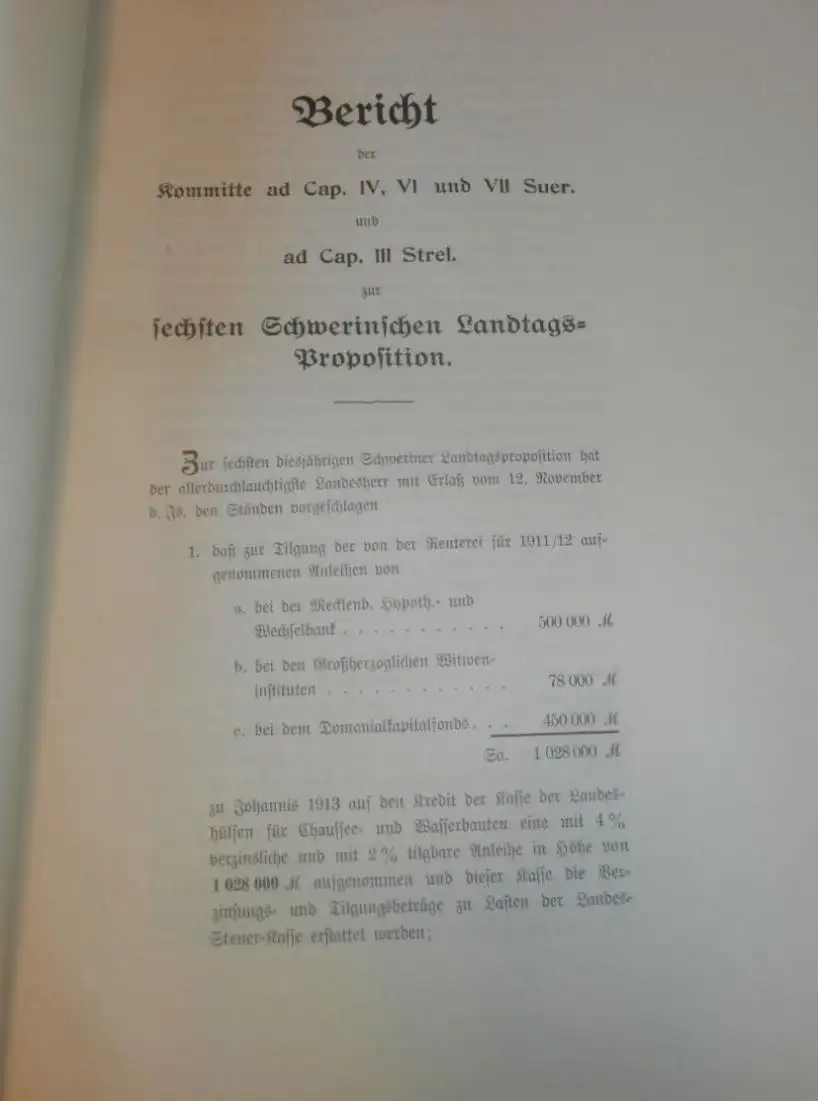 Bericht
der
Kommitte ad Cap. IV, VI und VII Suer.
und
ad Cap. III Strel.
zur
sechsten Schwerinschen Landtags-
Proposition.
Zur sechsten diesjährigen Schweriner Landtagsproposition hat
der allerdurchlauchtigste Landesherr mit Erlaß vom 12. November
d. Js. den Ständen vorgeschlagen
1. daß zur Tilgung der von der Renterei für 1911/12 auf-
genommenen Anleihen von
a. bei der Mecklenb. Hypoth.- und
Wechselbank . . . . . . . . . . . 500 000 ℳ
b. bei den Großherzoglichen Witwen-
instituten . . . . . . . . . . . . 78 000 ℳ
c. bei dem Domanialkapitalfonds. . . 450 000 ℳ
Sa. 1 028 000 ℳ
zu Johannis 1913 auf den Kredit der Kasse der Landes-
hülfen für Chaussee- und Wasserbauten eine mit 4 %
verzinsliche und mit 2 % tilgbare Anleihe in Höhe von
1 028 000 ℳ aufgenommen und dieser Kasse die Ver-
zinsungs- und Tilgungsbeträge zu Lasten der Landes-
Steuer-Kasse erstattet werden;